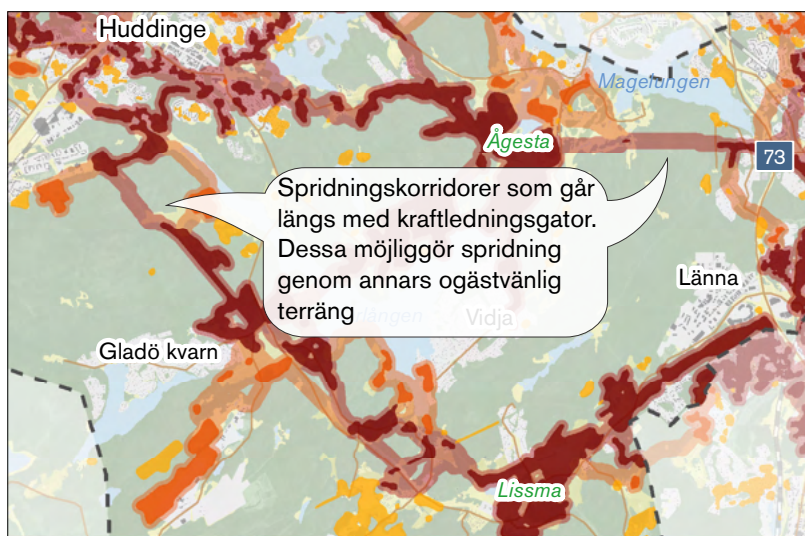 Huddinge
Magelungen
Ågesta
73
Spridningskorridorer som går
längs med kraftledningsgator.
Dessa möjliggör spridning
genom annars ogästvänlig
terräng
Länna
Vidja
Gladö kvarn
Lissma